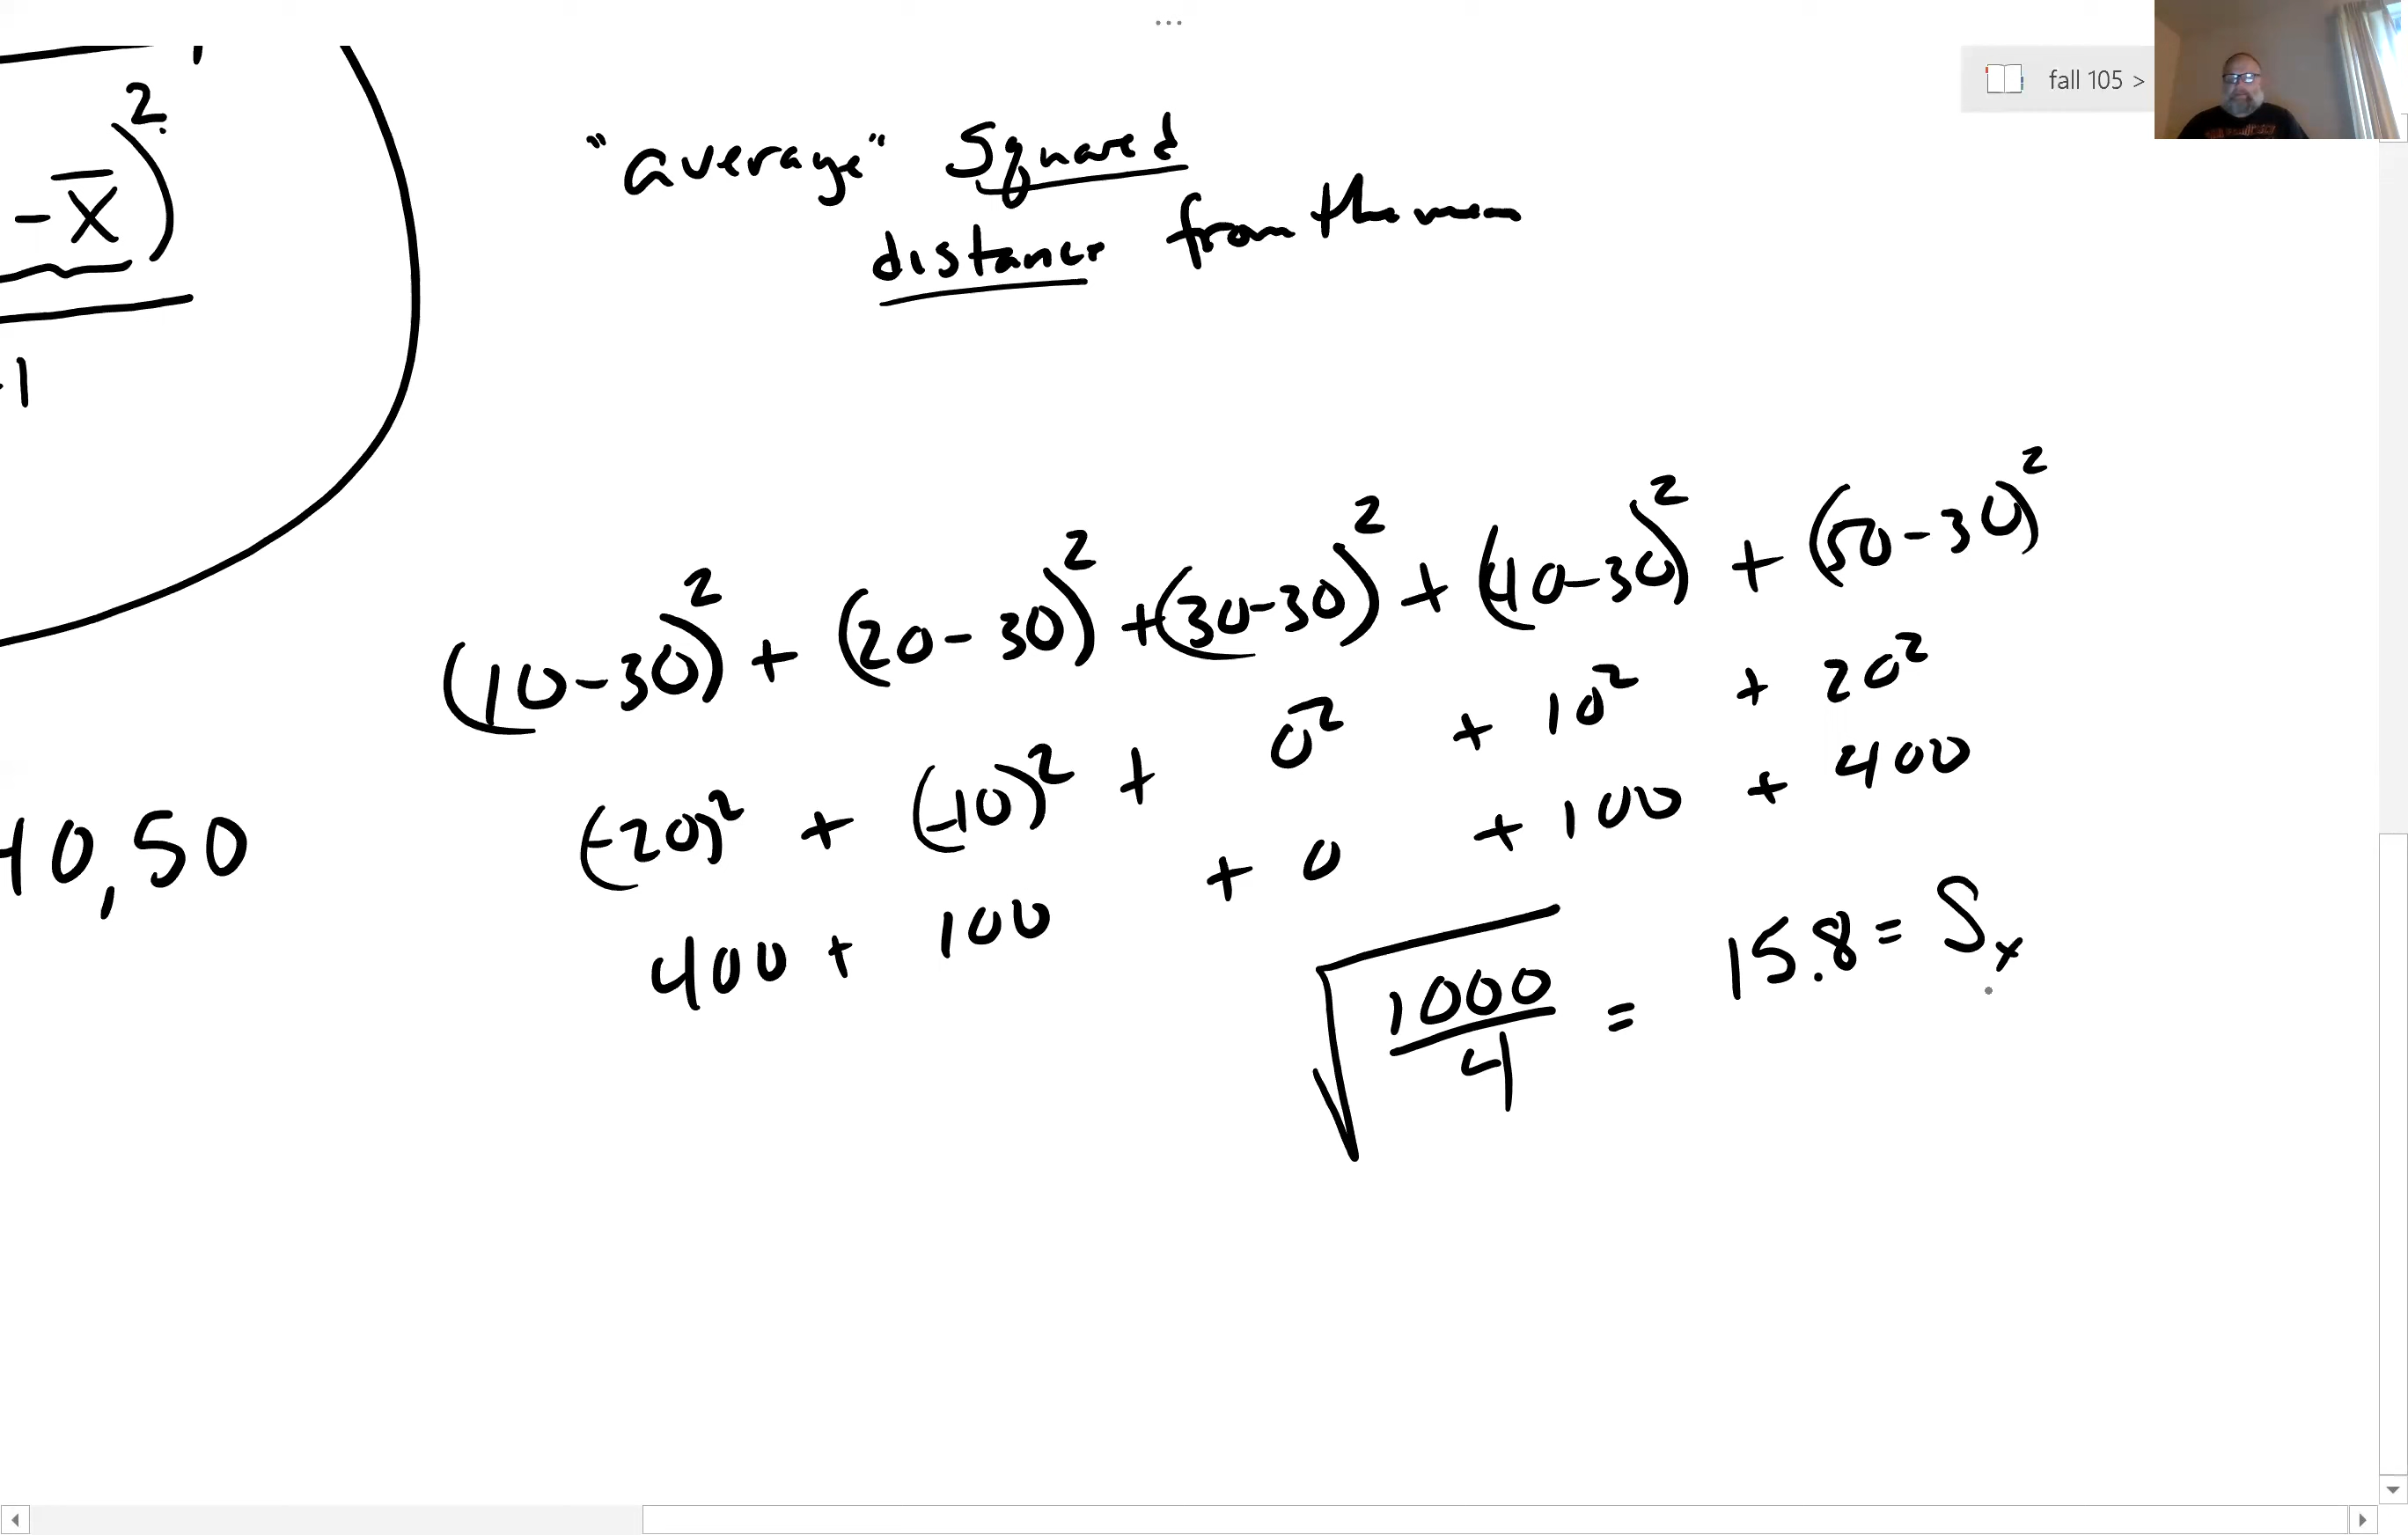 fall 105 >
2
- x̄)
-1
"average" Squared
distance from the mean
(10-30)² + (20-30)² + (30-30)² + (40-30)² + (50-30)²
(-20)² + (-10)² + 0² + 10² + 20²
400 + 100 + 0 + 100 + 400
40,50
√1000/4 = 15.8 = Sx